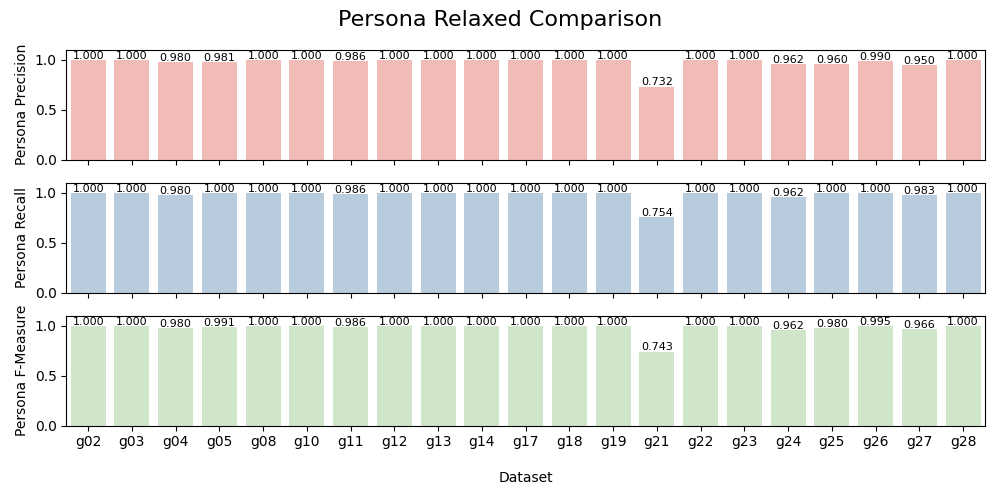 Persona Relaxed Comparison
Persona Precision
1.0
0.5
0.0
1.000 1.000 0.980 0.981 1.000 1.000 0.986 1.000 1.000 1.000 1.000 1.000 1.000 0.732 1.000 1.000 0.962 0.960 0.990 0.950 1.000
Persona Recall
1.0
0.5
0.0
1.000 1.000 0.980 1.000 1.000 1.000 0.986 1.000 1.000 1.000 1.000 1.000 1.000 0.754 1.000 1.000 0.962 1.000 1.000 0.983 1.000
Persona F-Measure
1.0
0.5
0.0
1.000 1.000 0.980 0.991 1.000 1.000 0.986 1.000 1.000 1.000 1.000 1.000 1.000 0.743 1.000 1.000 0.962 0.980 0.995 0.966 1.000
g02 g03 g04 g05 g08 g10 g11 g12 g13 g14 g17 g18 g19 g21 g22 g23 g24 g25 g26 g27 g28
Dataset